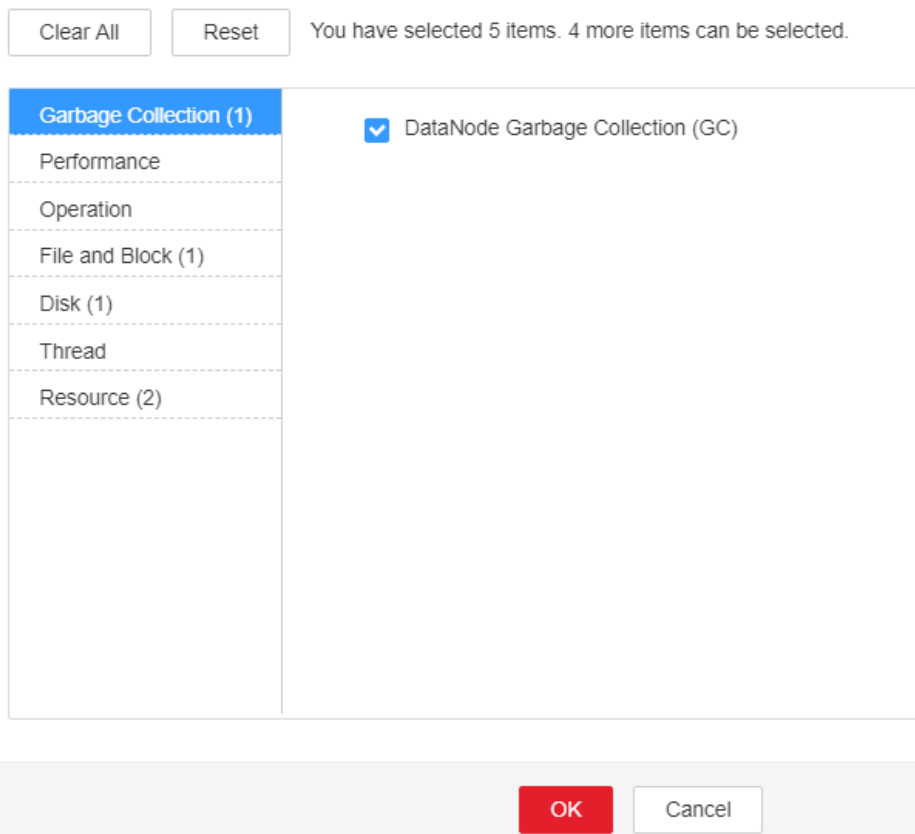 Clear All Reset You have selected 5 items. 4 more items can be selected.
Garbage Collection (1)
DataNode Garbage Collection (GC)
Performance
Operation
File and Block (1)
Disk (1)
Thread
Resource (2)
OK Cancel